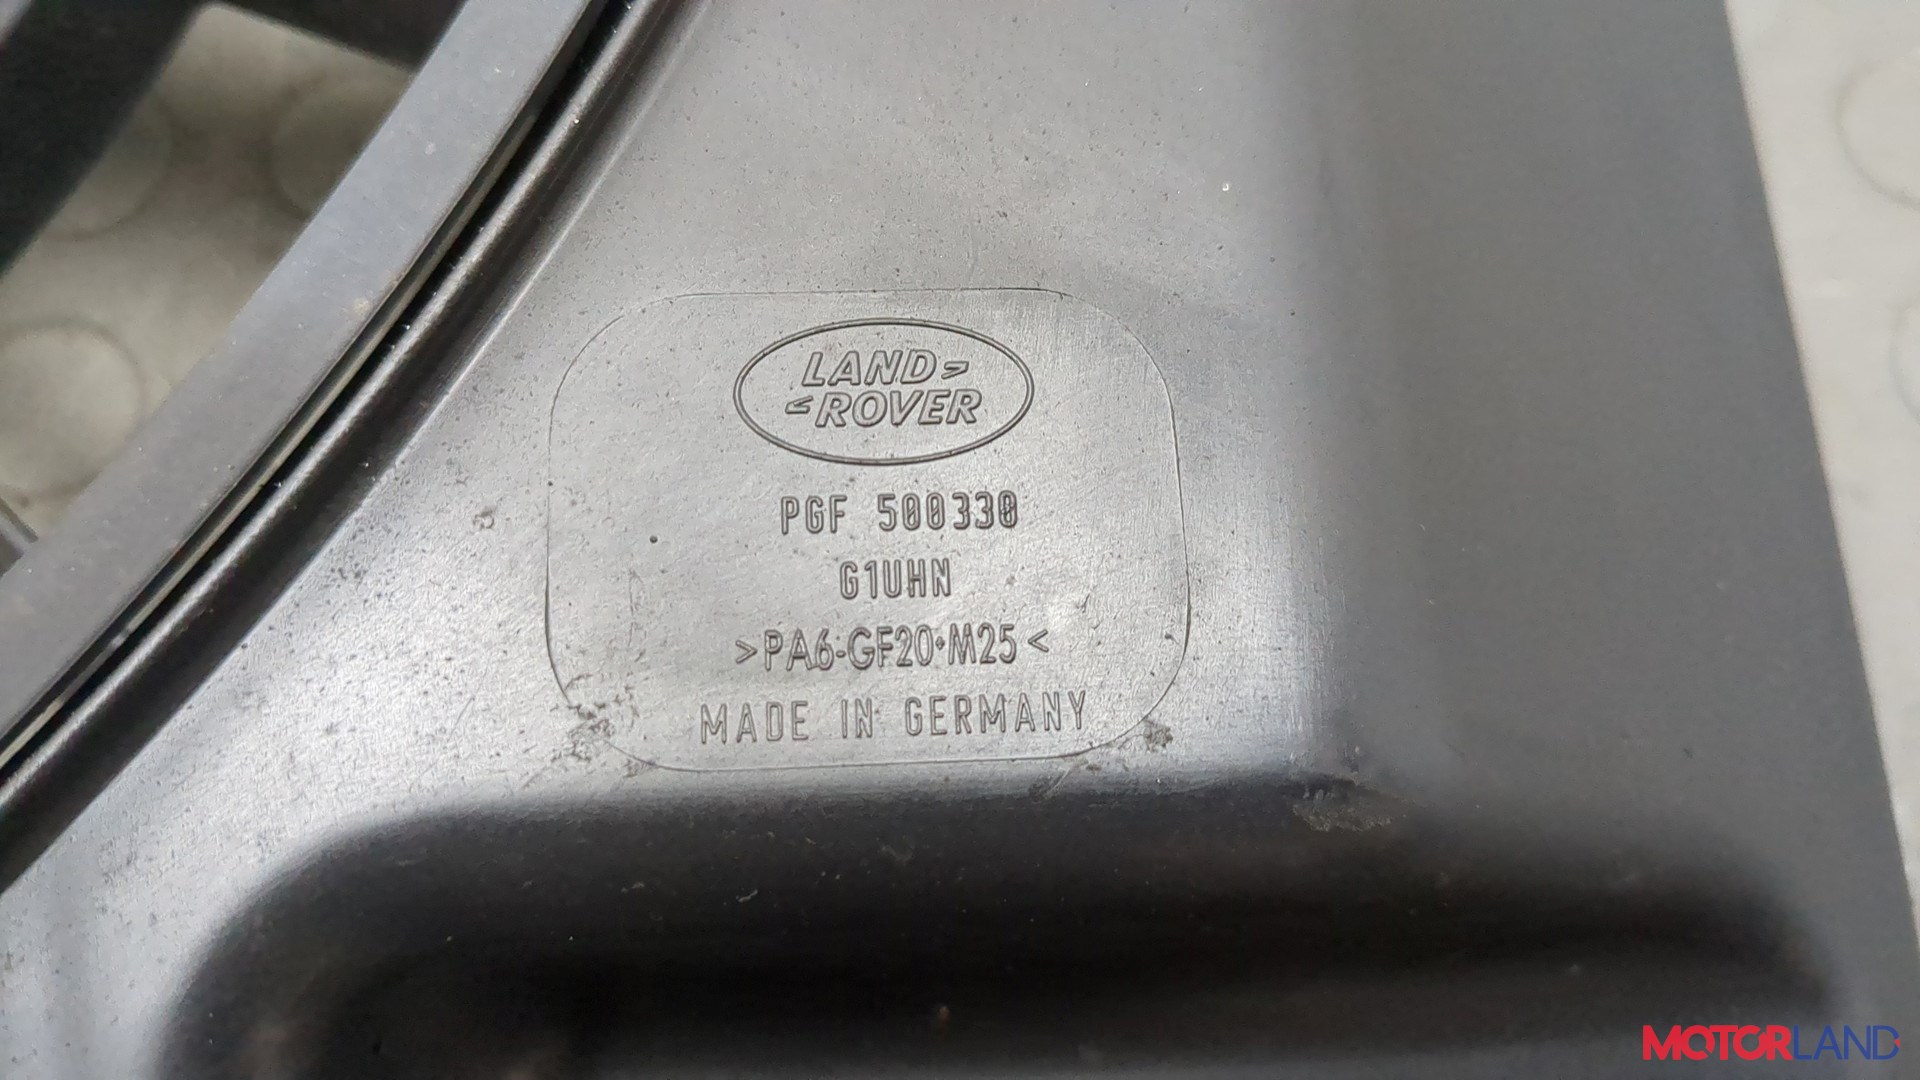 LAND>
<ROVER
PGF 500330
G1UHN
>PA6-GF20+M25<
MADE IN GERMANY
MOTORLAND